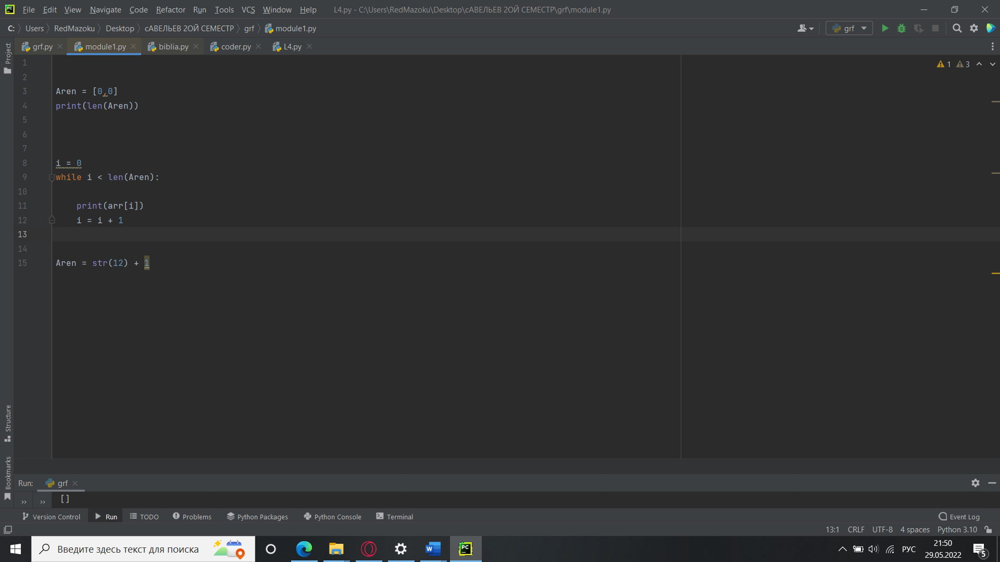 File Edit View Navigate Code Refactor Run Tools VCS Window Help L4.py - C:\Users\RedMazoku\Desktop\сАВЕЛЬЕВ 2ОЙ СЕМЕСТР\grf\module1.py
C: Users RedMazoku Desktop сАВЕЛЬЕВ 2ОЙ СЕМЕСТР grf module1.py grf
grf.py module1.py biblia.py coder.py L4.py
Project
1 1 3
2
3 Aren = [0,0]
4 print(len(Aren))
5
6
7
8 i = 0
9 while i < len(Aren):
10
11 print(arr[i])
12 i = i + 1
13
14
15 Aren = str(12) + 1
Structure
Bookmarks
Run: grf
[]
Version Control Run TODO Problems Python Packages Python Console Terminal Event Log
13:1 CRLF UTF-8 4 spaces Python 3.10
Введите здесь текст для поиска РУС 21:50
29.05.2022 5